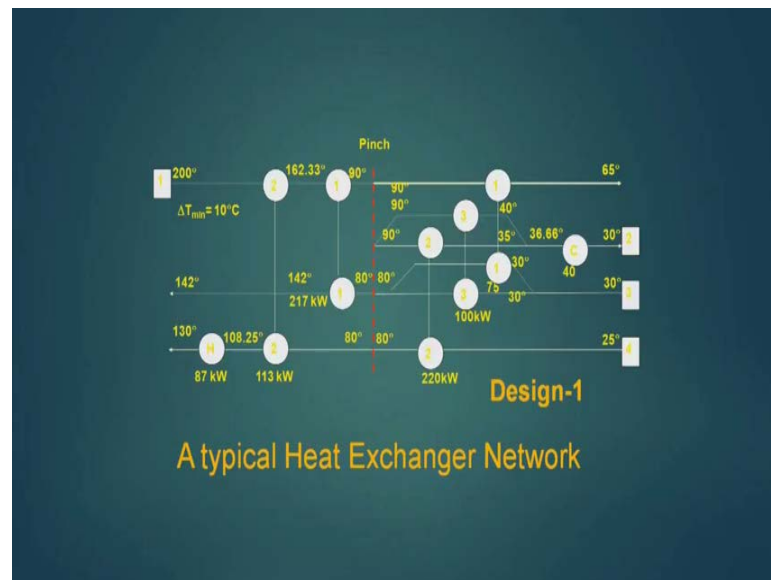 Pinch
1 200° 2 162.33° 1 90° 90° 1 65°
ΔTmin= 10°C
90° 3 40°
90° 2 35° 36.66° C 30° 2
40
142° 142° 1 80° 80° 1 30° 30° 3
217 kW 3 75 30°
100kW
130° H 108.25° 2 80° 80° 2 25° 4
87 kW 113 kW 220kW
Design-1
A typical Heat Exchanger Network